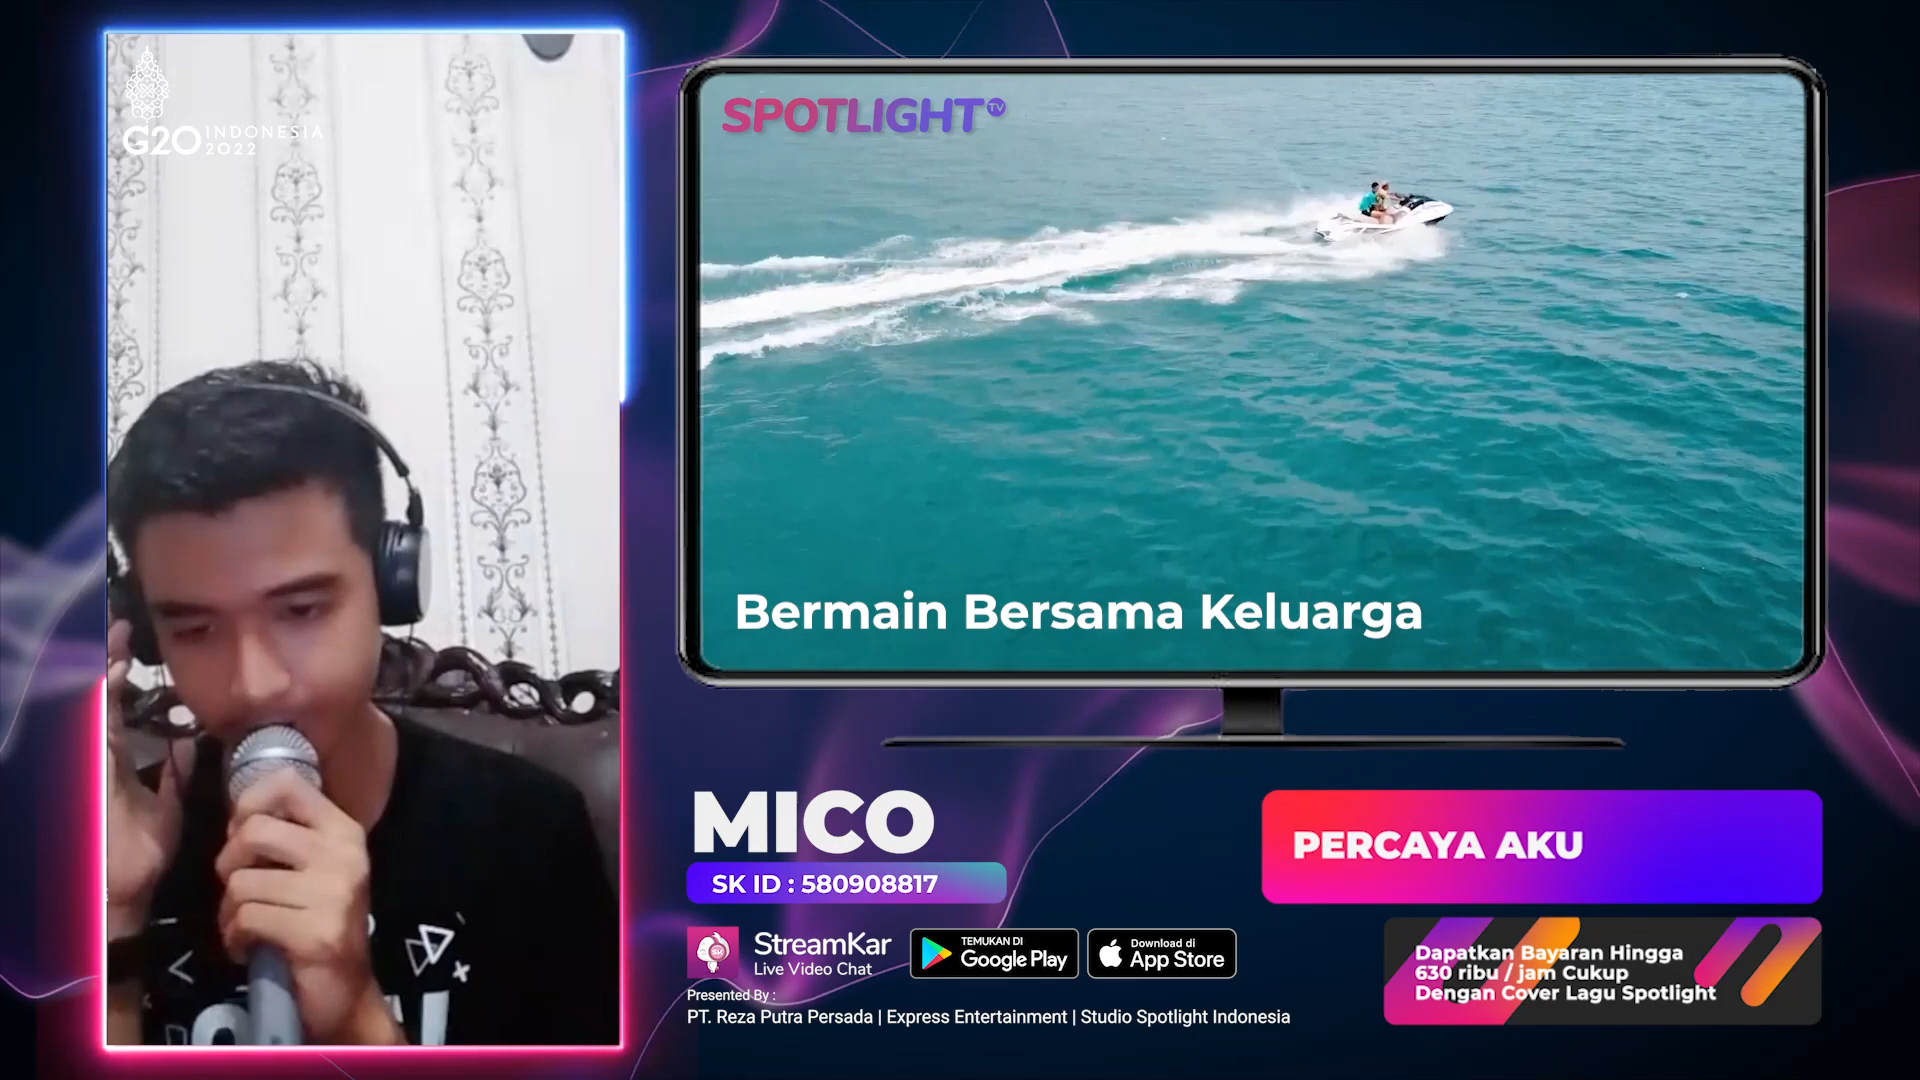 G20 INDONESIA
2022
SPOTLIGHT TV
Bermain Bersama Keluarga
MICO
SK ID : 580908817
PERCAYA AKU
StreamKar
Live Video Chat
TEMUKAN DI
Google Play
Download di
App Store
Presented By :
PT. Reza Putra Persada | Express Entertainment | Studio Spotlight Indonesia
Dapatkan Bayaran Hingga
630 ribu / jam Cukup
Dengan Cover Lagu Spotlight